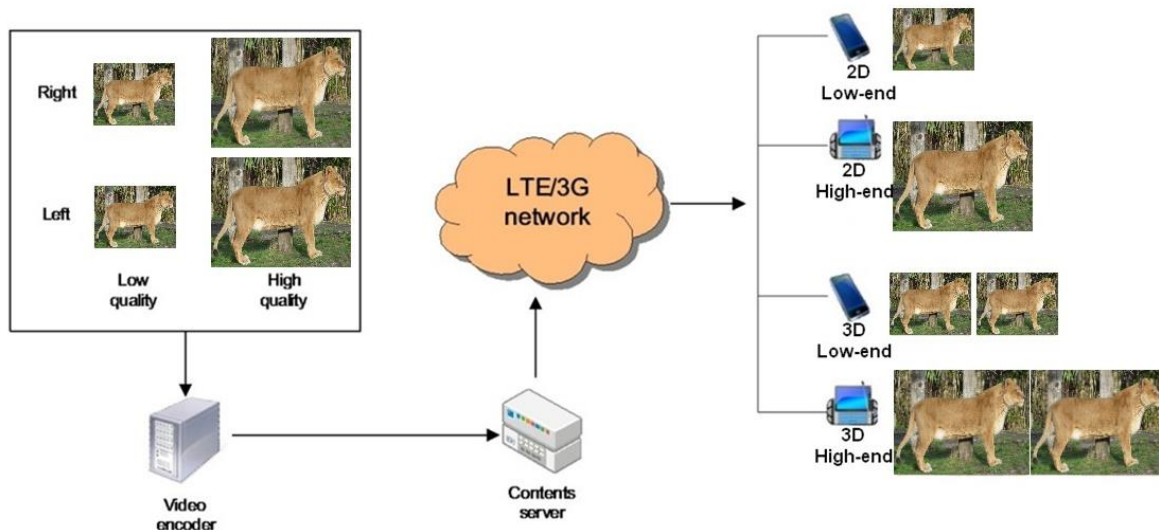 Right
Left
Low
quality
High
quality
Video
encoder
Contents
server
LTE/3G
network
2D
Low-end
2D
High-end
3D
Low-end
3D
High-end